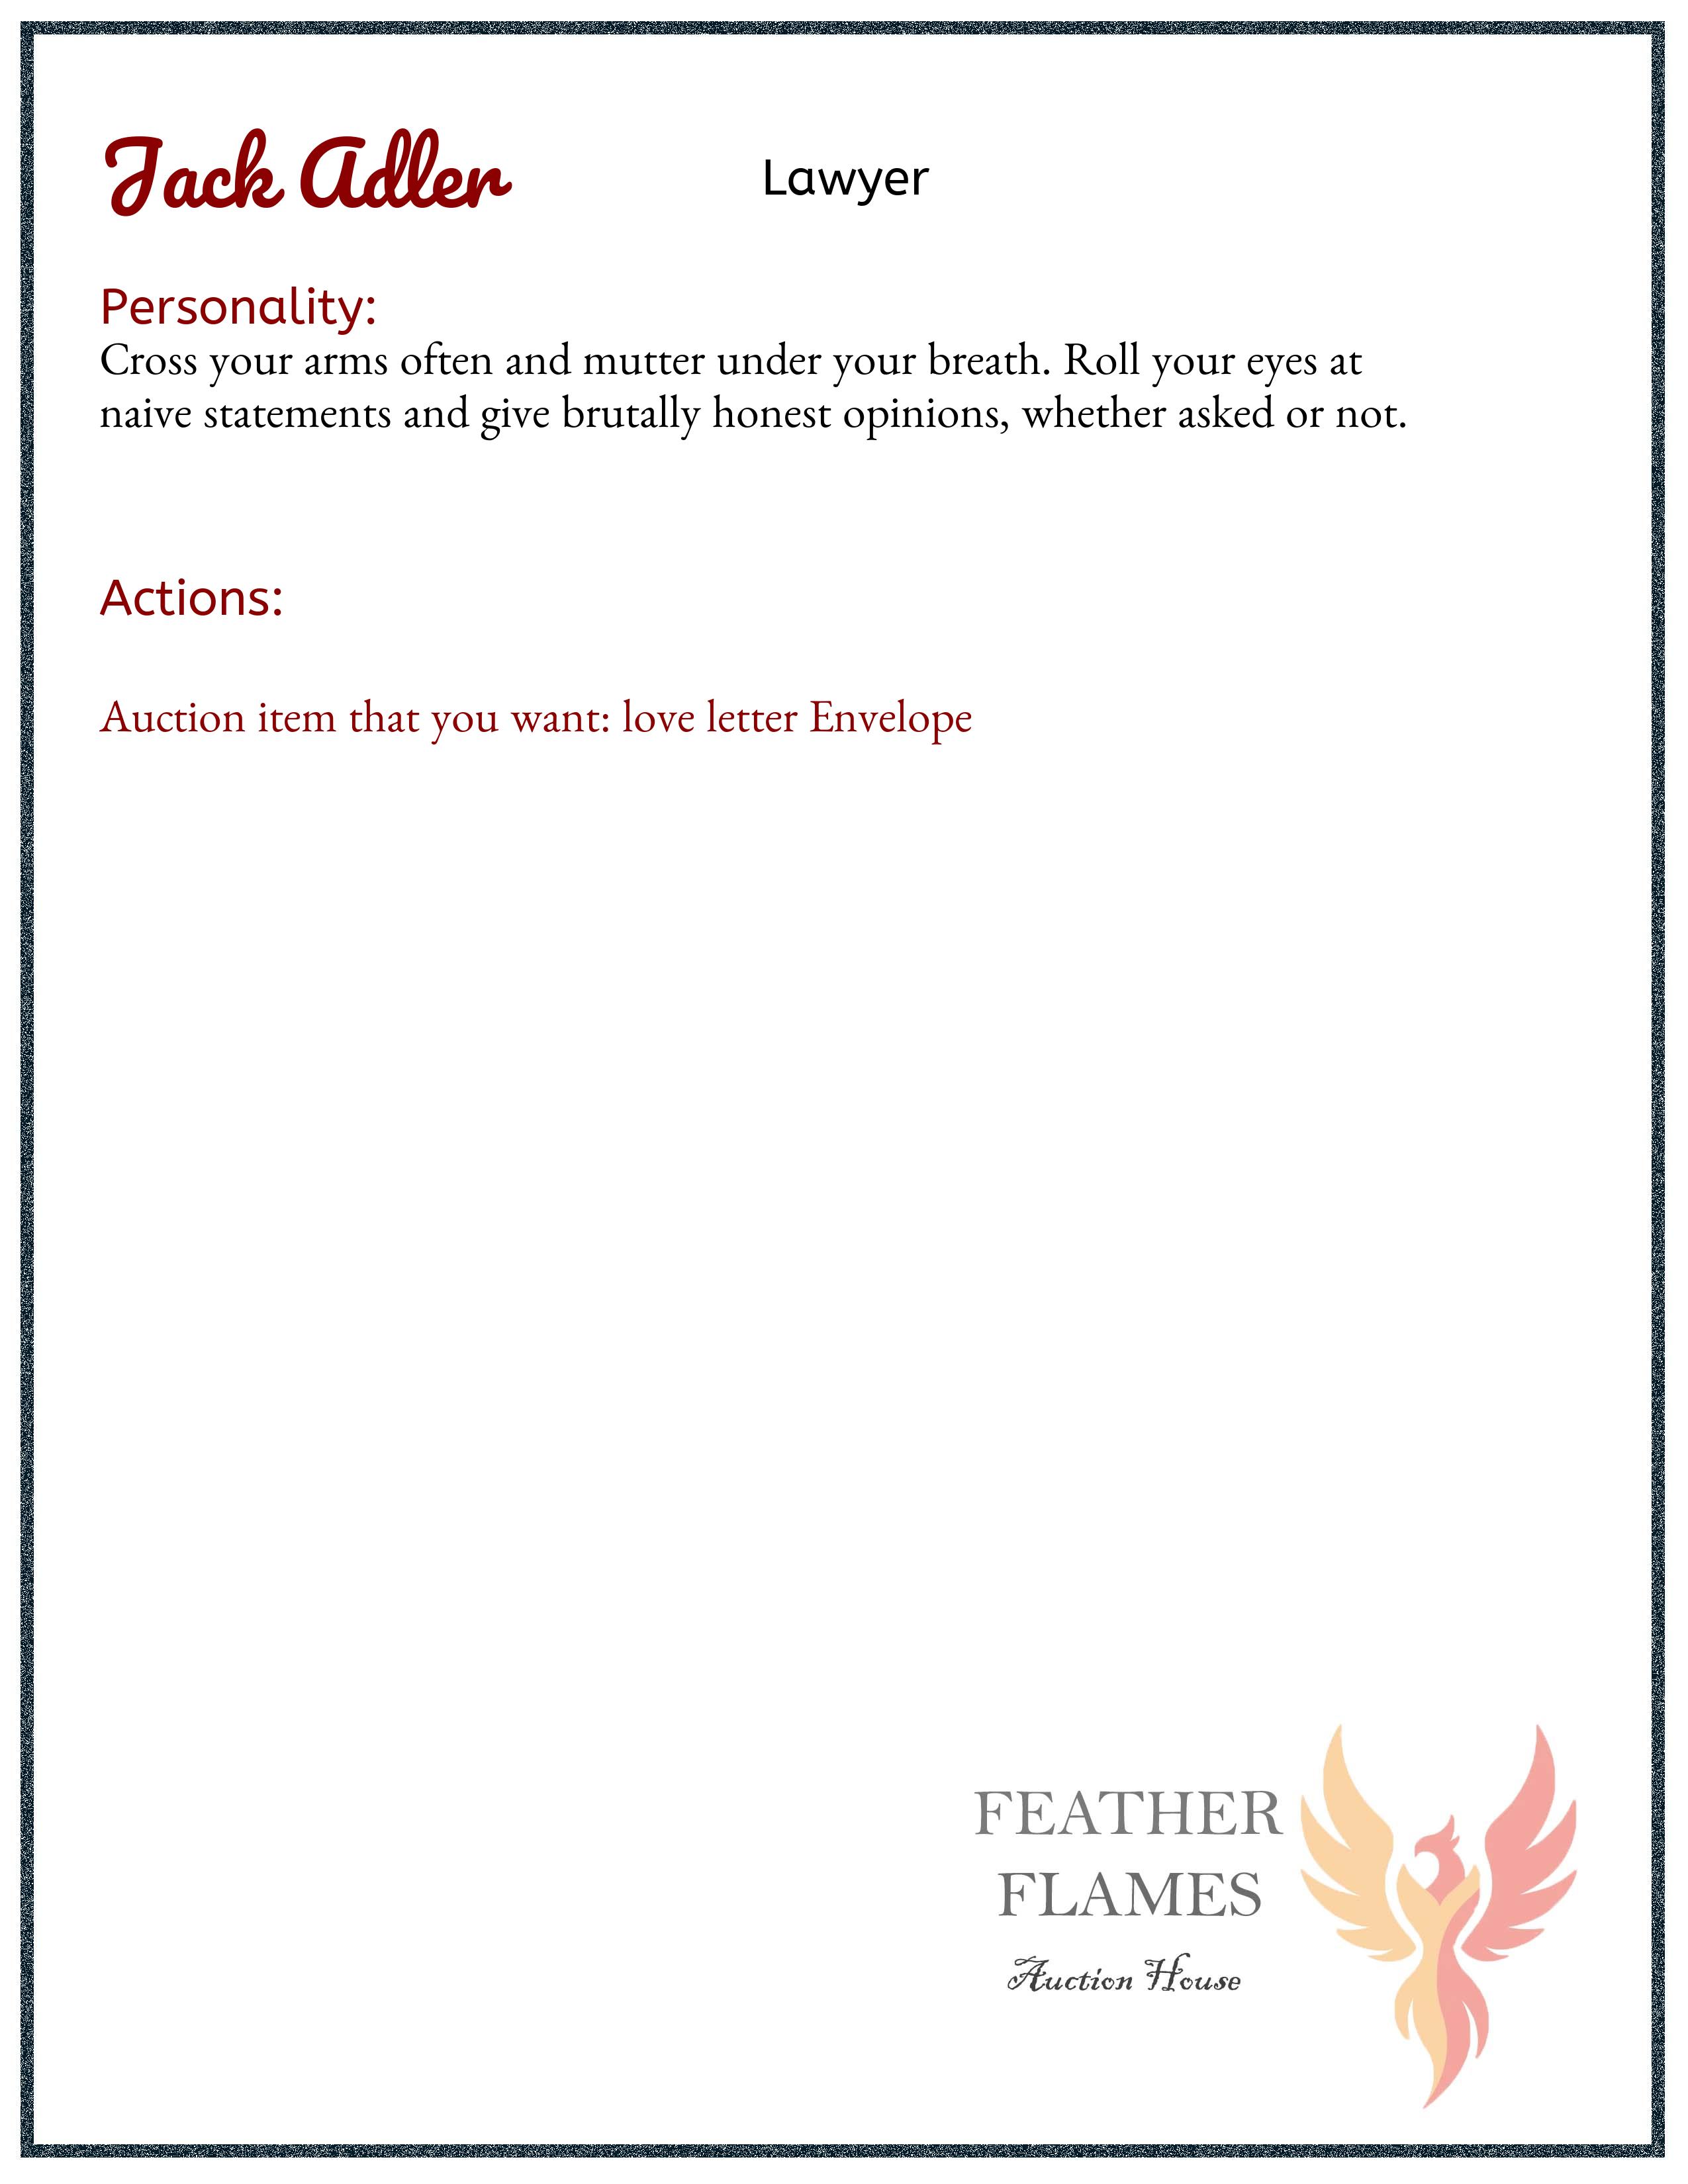 Jack Adler
Lawyer
Personality:
Cross your arms often and mutter under your breath. Roll your eyes at
naive statements and give brutally honest opinions, whether asked or not.
Actions:
Auction item that you want: love letter Envelope
FEATHER
FLAMES
Auction House